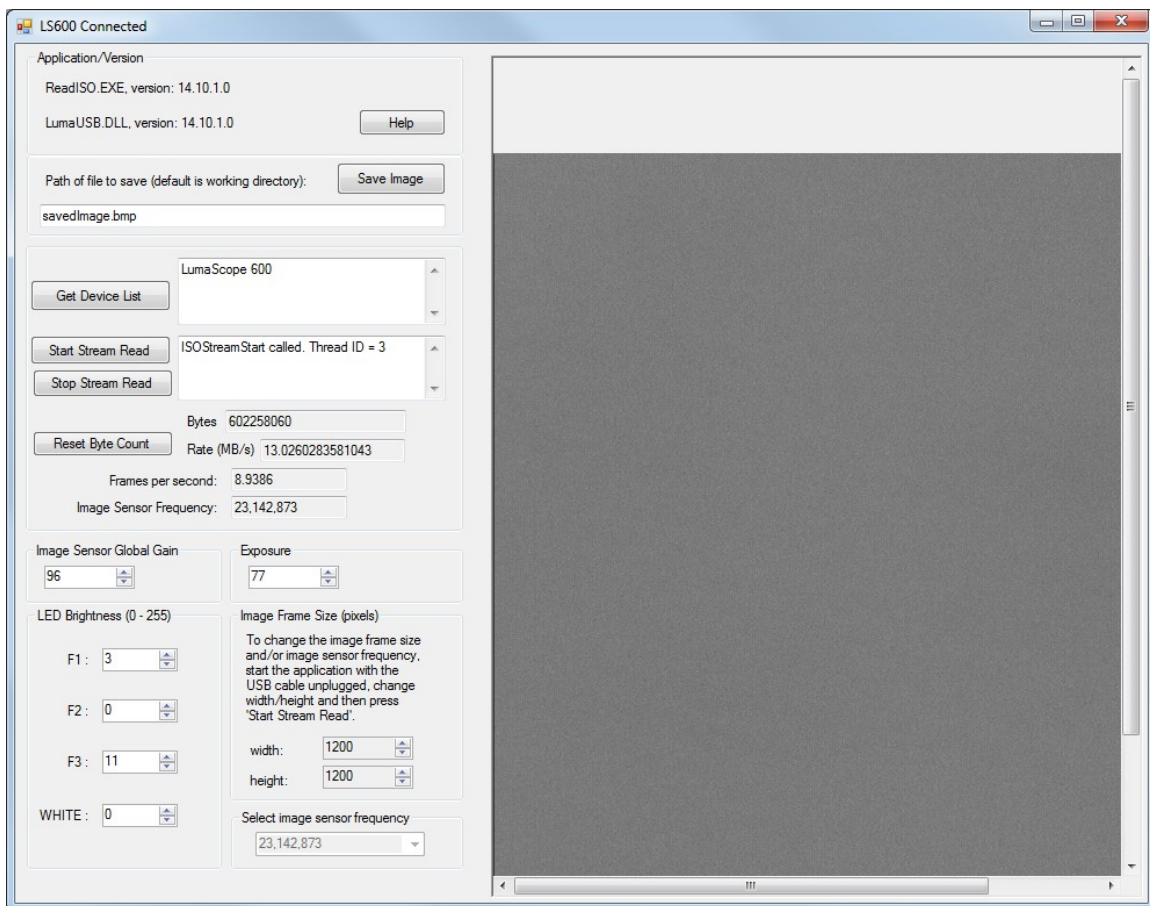 LS600 Connected
Application/Version
ReadISO.EXE, version: 14.10.1.0
LumaUSB.DLL, version: 14.10.1.0
Help
Path of file to save (default is working directory):
Save Image
savedImage.bmp
Get Device List
LumaScope 600
Start Stream Read
ISOStreamStart called. Thread ID = 3
Stop Stream Read
Reset Byte Count
Bytes 602258060
Rate (MB/s) 13.0260283581043
Frames per second: 8.9386
Image Sensor Frequency: 23,142,873
Image Sensor Global Gain
96
Exposure
77
LED Brightness (0 - 255)
F1 : 3
F2 : 0
F3 : 11
WHITE : 0
Image Frame Size (pixels)
To change the image frame size
and/or image sensor frequency,
start the application with the
USB cable unplugged, change
width/height and then press
'Start Stream Read'.
width: 1200
height: 1200
Select image sensor frequency
23,142,873